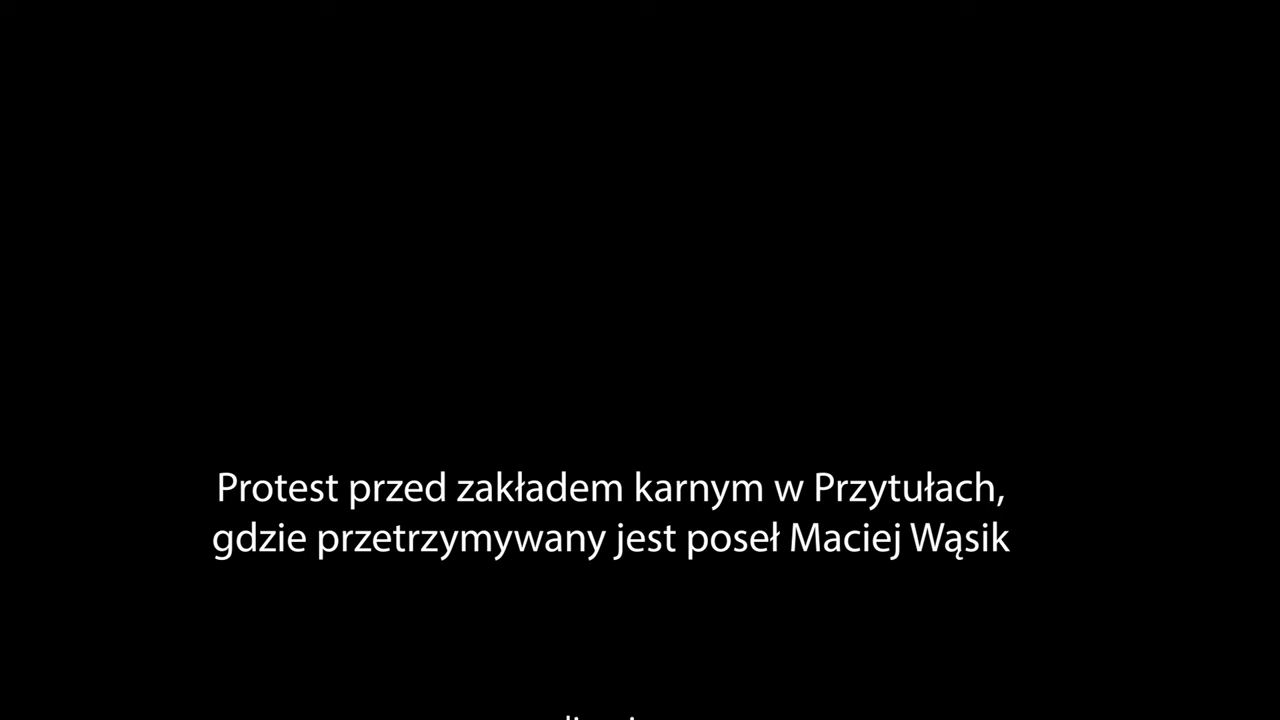 Protest przed zakładem karnym w Przytułach,
gdzie przetrzymywany jest poseł Maciej Wąsik